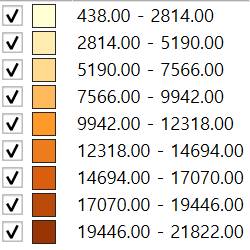 438.00 - 2814.00
2814.00 - 5190.00
5190.00 - 7566.00
7566.00 - 9942.00
9942.00 - 12318.00
12318.00 - 14694.00
14694.00 - 17070.00
17070.00 - 19446.00
19446.00 - 21822.00